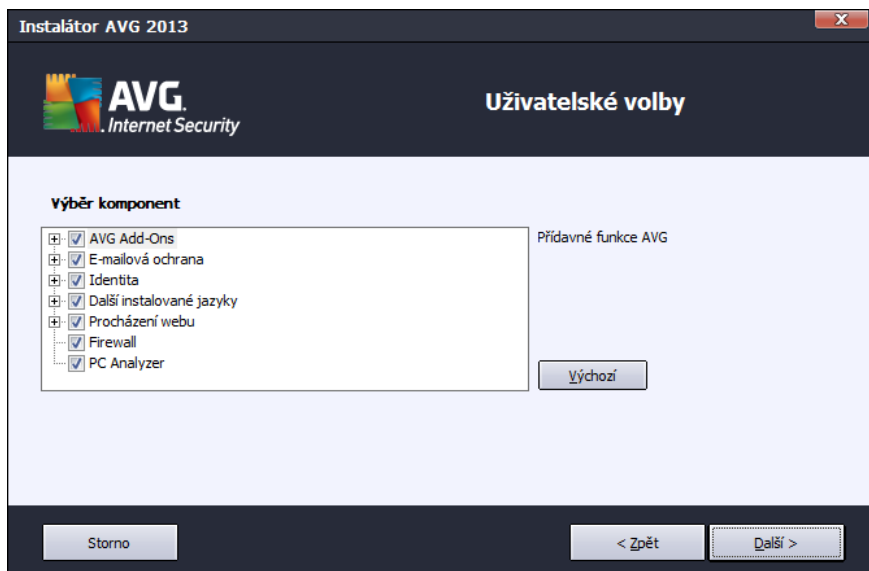 Instalátor AVG 2013
X
AVG.
Internet Security
Uživatelské volby
Výběr komponent
AVG Add-Ons
E-mailová ochrana
Identita
Další instalované jazyky
Procházení webu
Firewall
PC Analyzer
Přídavné funkce AVG
Výchozí
Storno
< Zpět
Další >